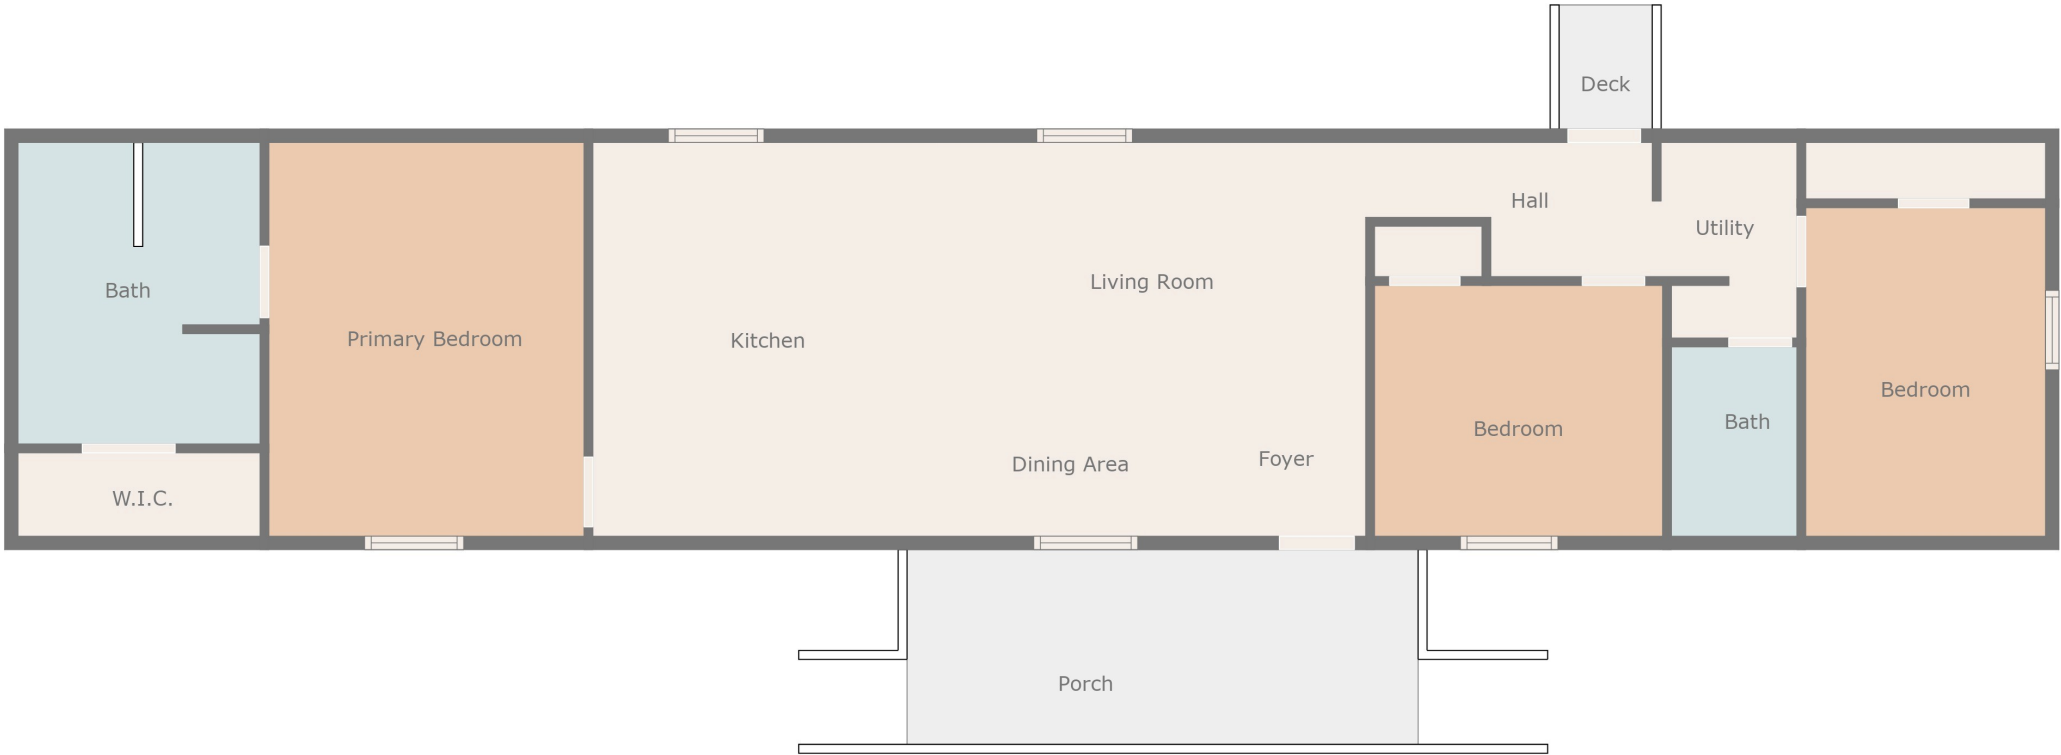 Deck
Hall
Utility
Living Room
Bath
Primary Bedroom
Kitchen
Bedroom
Bath
Bedroom
Dining Area
Foyer
W.I.C.
Porch